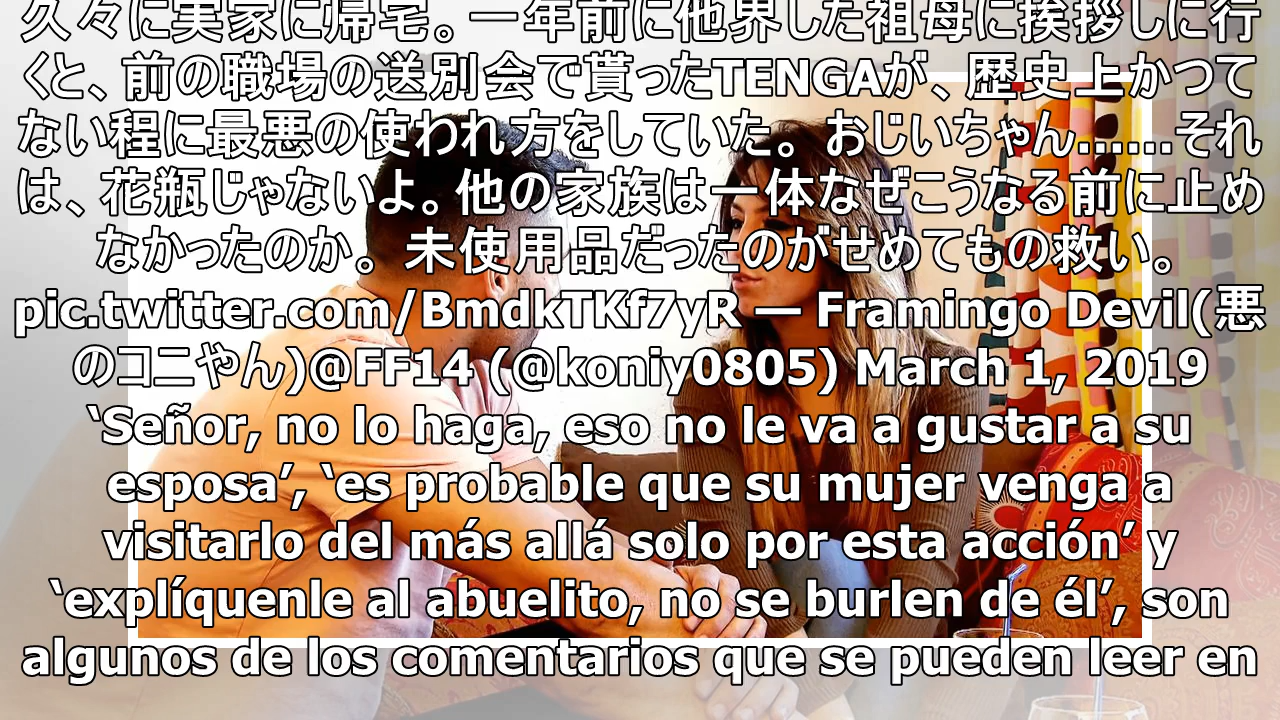 久々に実家に帰宅。一年前に他界した祖母に挨拶しに行
くと、前の職場の送別会で貰ったTENGAが、歴史上かつて
ない程に最悪の使われ方をしていた。おじいちゃん……それ
は、花瓶じゃないよ。他の家族は一体なぜこうなる前に止め
なかったのか。未使用品だったのがせめてもの救い。
pic.twitter.com/BmdkTKf7yR — Framingo Devil(悪
のコニやん)@FF14 (@koniy0805) March 1, 2019
‘Señor, no lo haga, eso no le va a gustar a su
esposa’, ‘es probable que su mujer venga a
visitarlo del más allá solo por esta acción’ y
‘explíquenle al abuelito, no se burlen de él’, son
algunos de los comentarios que se pueden leer en